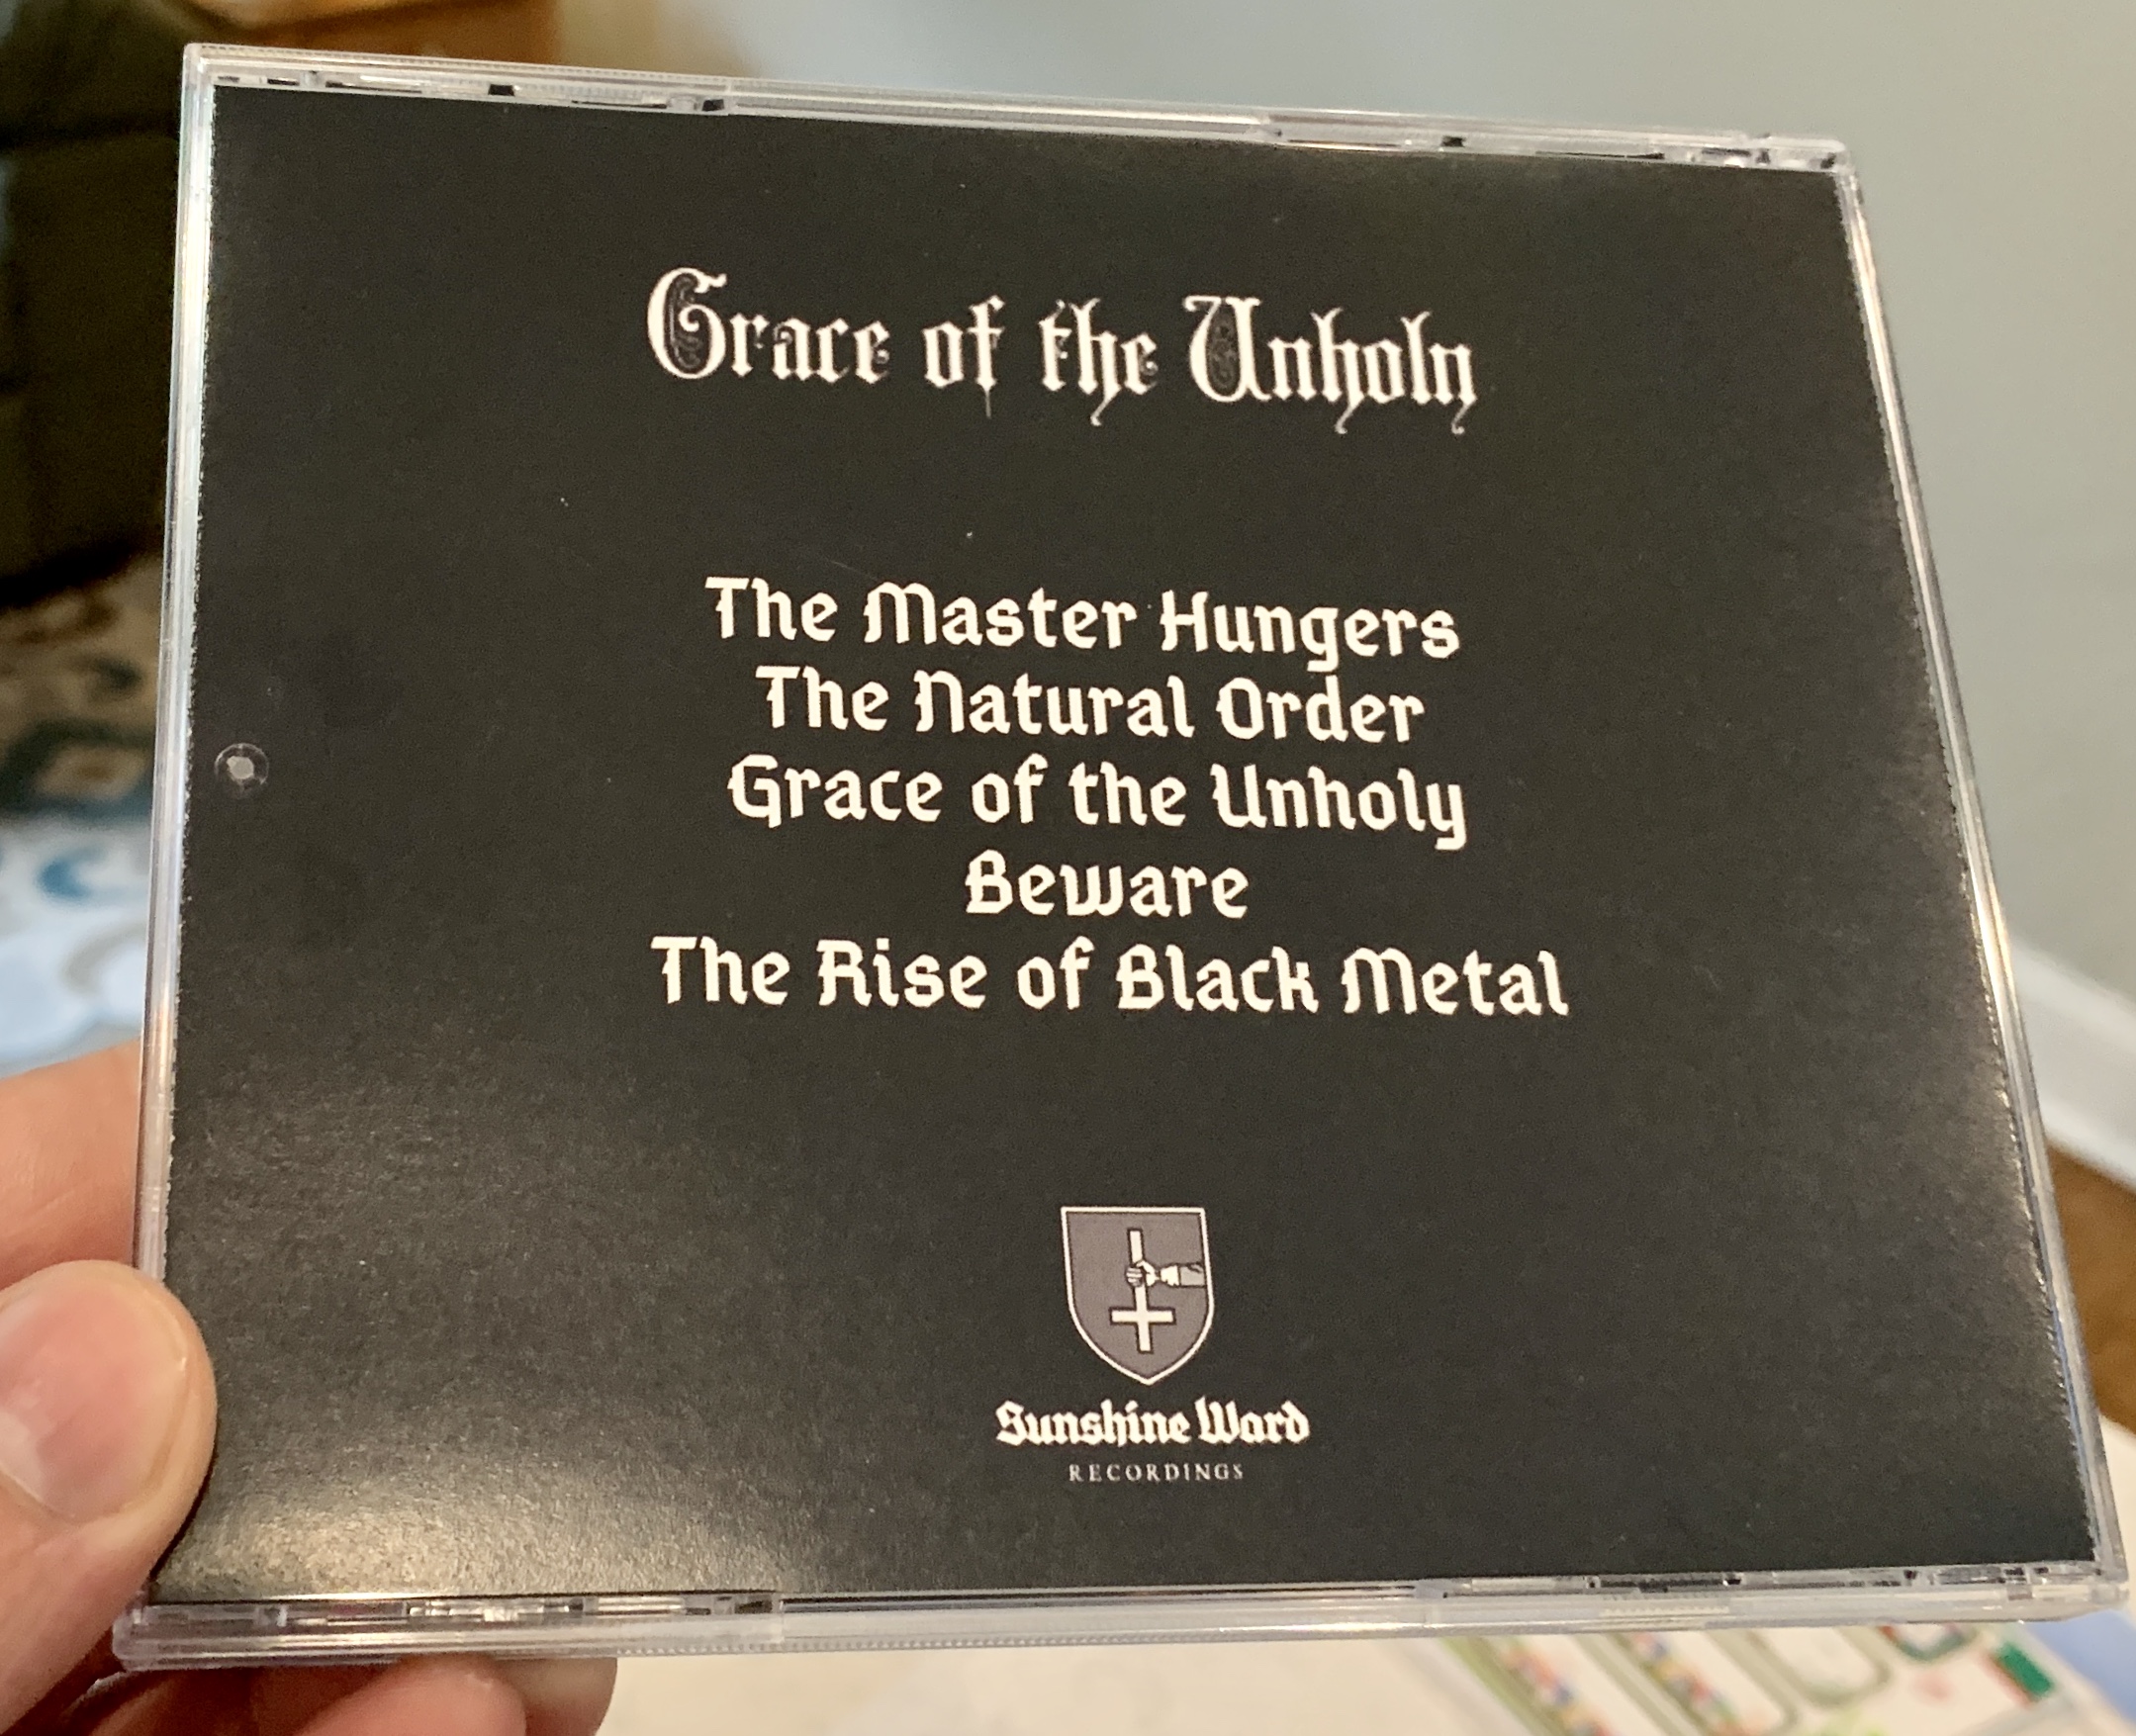 Grace of the Unholy
The Master Hungers
The Natural Order
Grace of the Unholy
Beware
The Rise of Black Metal
Sunshine Ward
RECORDINGS